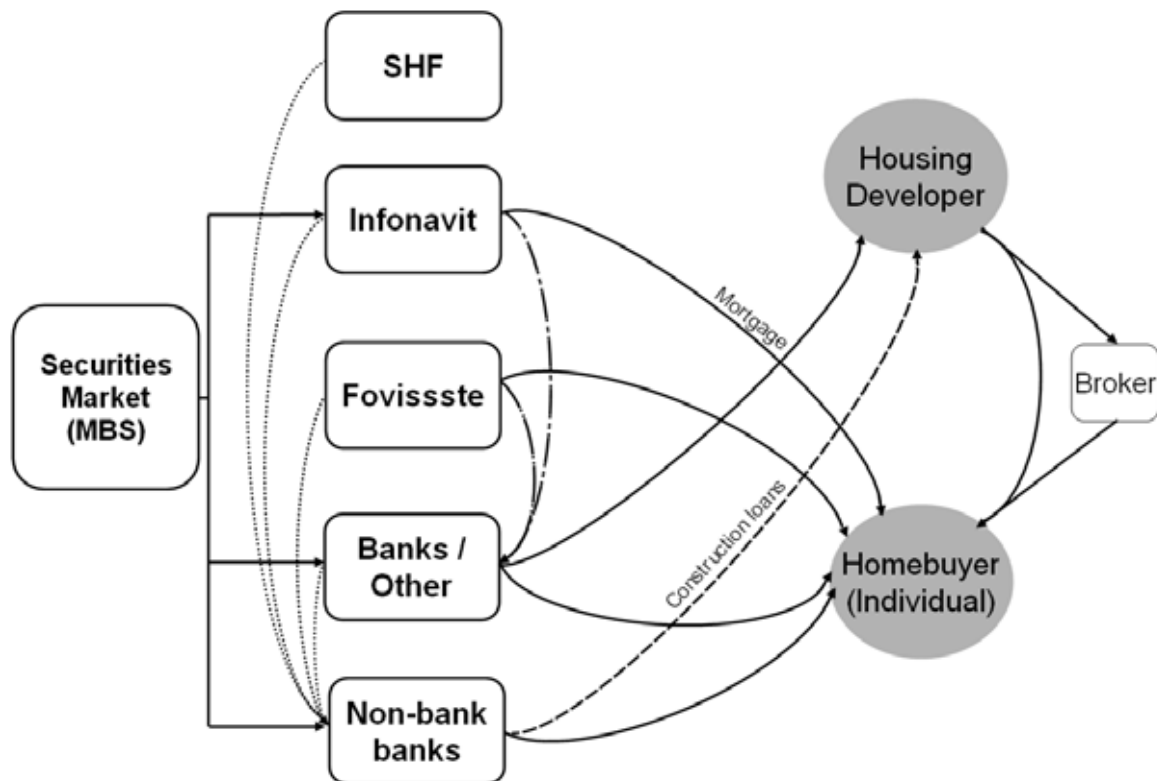 SHF
Infonavit
Securities
Market
(MBS)
Fovissste
Banks /
Other
Non-bank
banks
Mortgage
Construction loans
Housing
Developer
Broker
Homebuyer
(Individual)